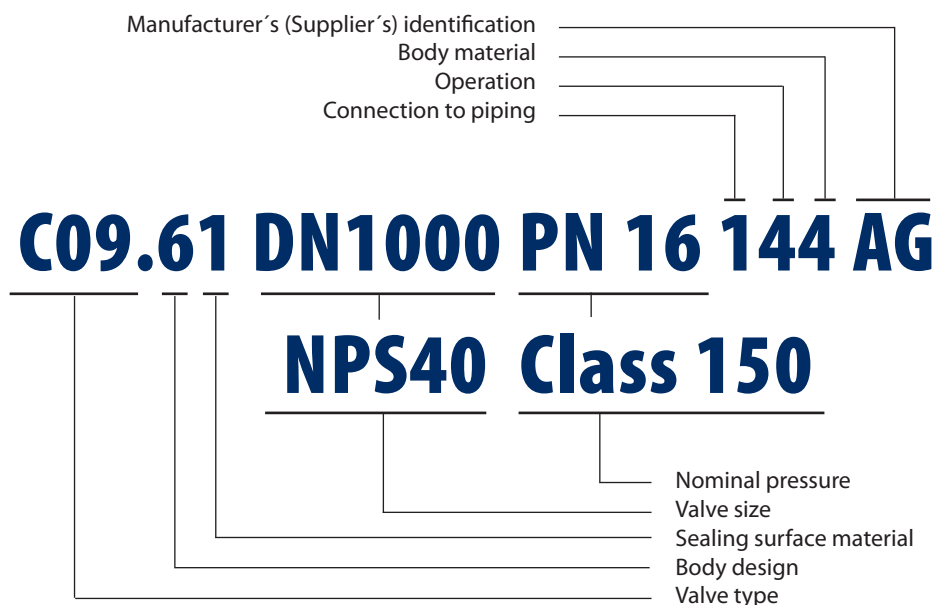 Manufacturer´s (Supplier´s) identification
Body material
Operation
Connection to piping
C09.61 DN1000 PN 16 144 AG
NPS40 Class 150
Nominal pressure
Valve size
Sealing surface material
Body design
Valve type